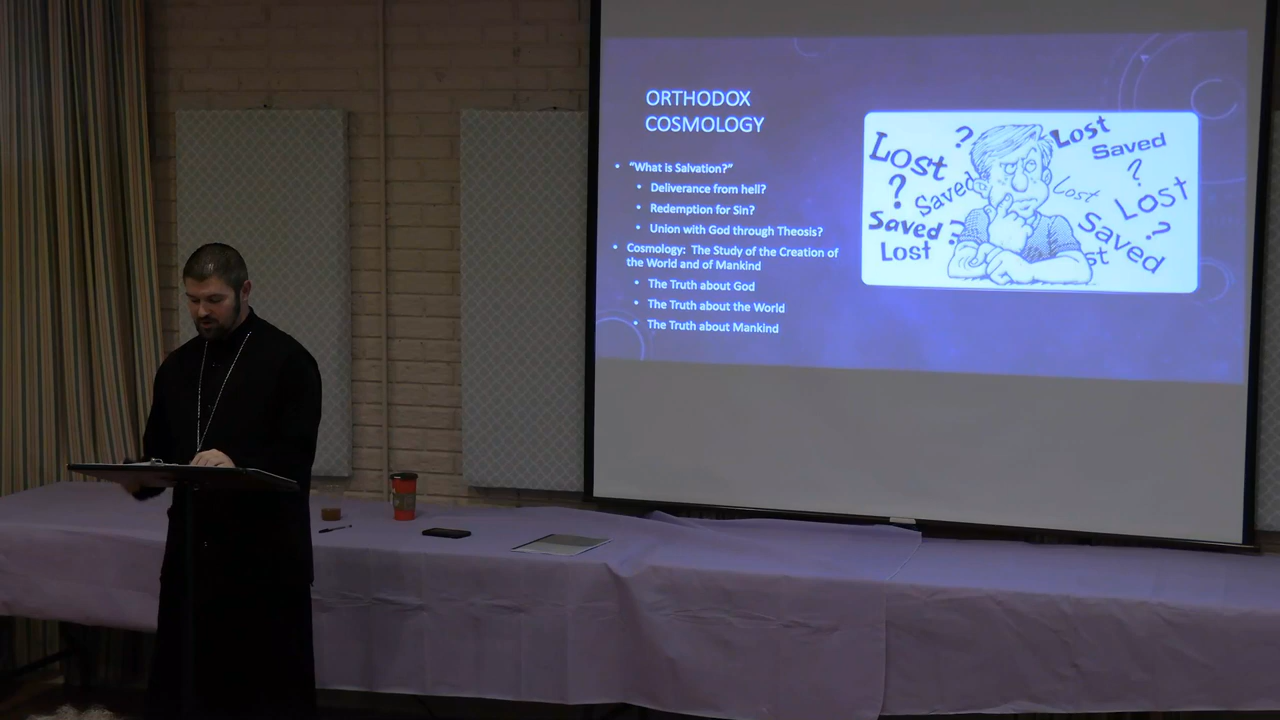 ORTHODOX
COSMOLOGY
• "What is Salvation?"
• Deliverance from hell?
• Redemption for Sin?
• Union with God through Theosis?
• Cosmology: The Study of the Creation of
the World and of Mankind
• The Truth about God
• The Truth about the World
• The Truth about Mankind
Lost
?
Lost
Saved
?
?
Saved
Lost
Lost
Saved
?
Lost
Saved
?
st